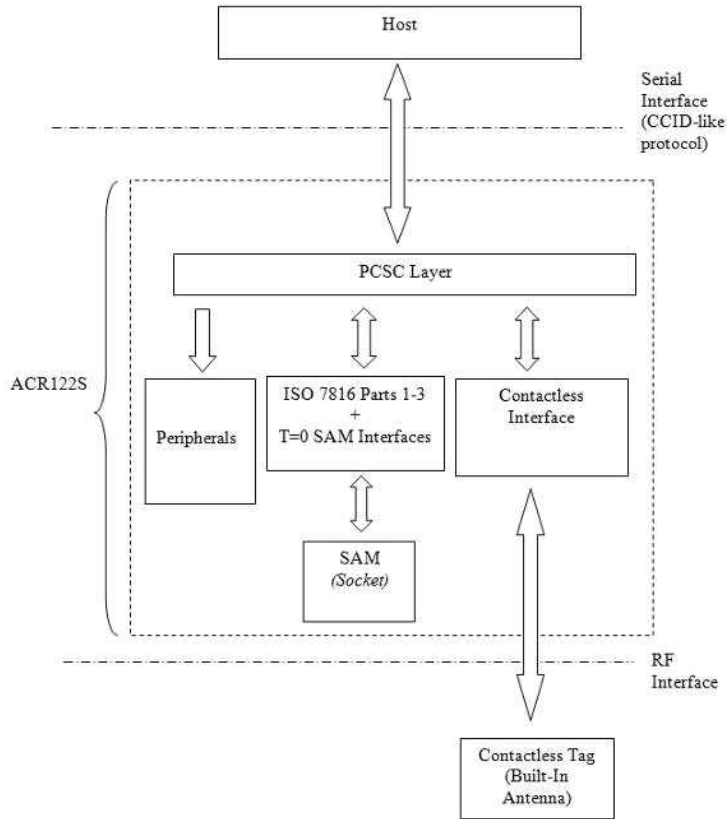 Host
Serial
Interface
(CCID-like
protocol)
PCSC Layer
ACR122S
Peripherals
ISO 7816 Parts 1-3
+
T=0 SAM Interfaces
Contactless
Interface
SAM
(Socket)
RF
Interface
Contactless Tag
(Built-In
Antenna)